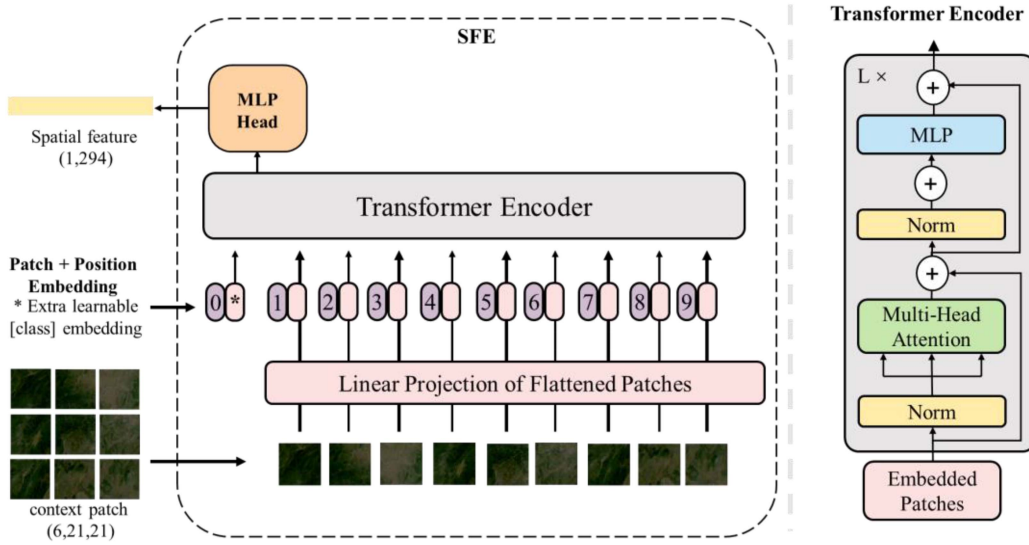 SFE
MLP
Head
Spatial feature
(1,294)
Transformer Encoder
Patch + Position
Embedding
* Extra learnable
[class] embedding
0 * 1 2 3 4 5 6 7 8 9
Linear Projection of Flattened Patches
context patch
(6,21,21)
Transformer Encoder
L ×
+
MLP
+
Norm
+
Multi-Head
Attention
Norm
Embedded
Patches